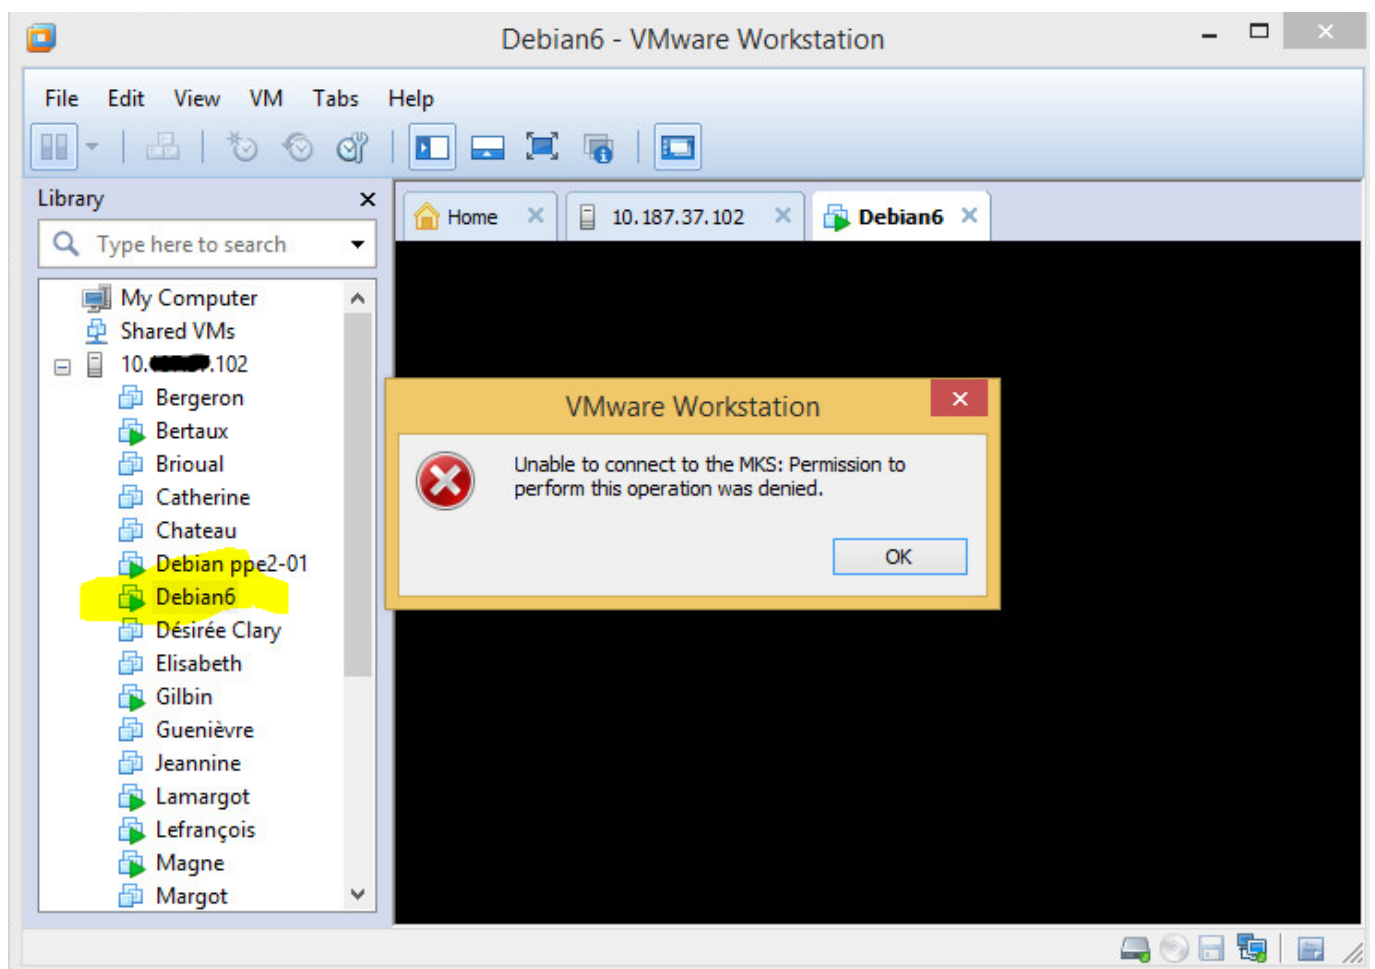 Debian6 - VMware Workstation
File Edit View VM Tabs Help
Library
Type here to search
Home
10.187.37.102
Debian6
My Computer
Shared VMs
10. .102
Bergeron
Bertaux
Brioual
Catherine
Chateau
Debian ppe2-01
Debian6
Désirée Clary
Elisabeth
Gilbin
Guenièvre
Jeannine
Lamargot
Lefrançois
Magne
Margot
VMware Workstation
Unable to connect to the MKS: Permission to
perform this operation was denied.
OK